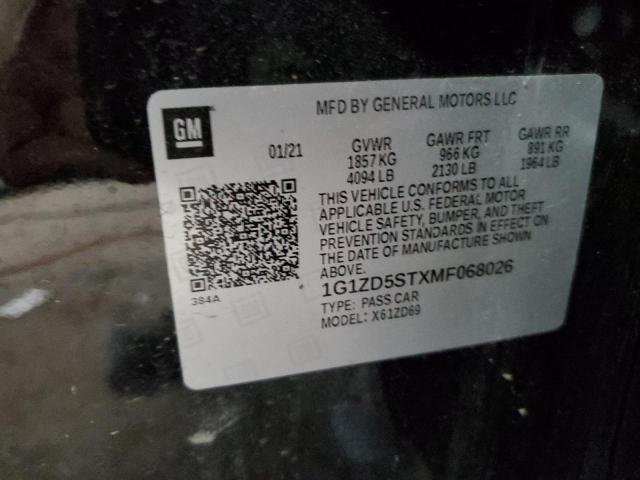 MFD BY GENERAL MOTORS LLC
GM
01/21
GVWR
1857 KG
4094 LB
GAWR FRT
966 KG
2130 LB
GAWR RR
891 KG
1964 LB
THIS VEHICLE CONFORMS TO ALL
APPLICABLE U.S. FEDERAL MOTOR
VEHICLE SAFETY, BUMPER, AND THEFT
PREVENTION STANDARDS IN EFFECT ON
THE DATE OF MANUFACTURE SHOWN
ABOVE.
384A
1G1ZD5STXMF068026
TYPE: PASS CAR
MODEL: X61ZD69